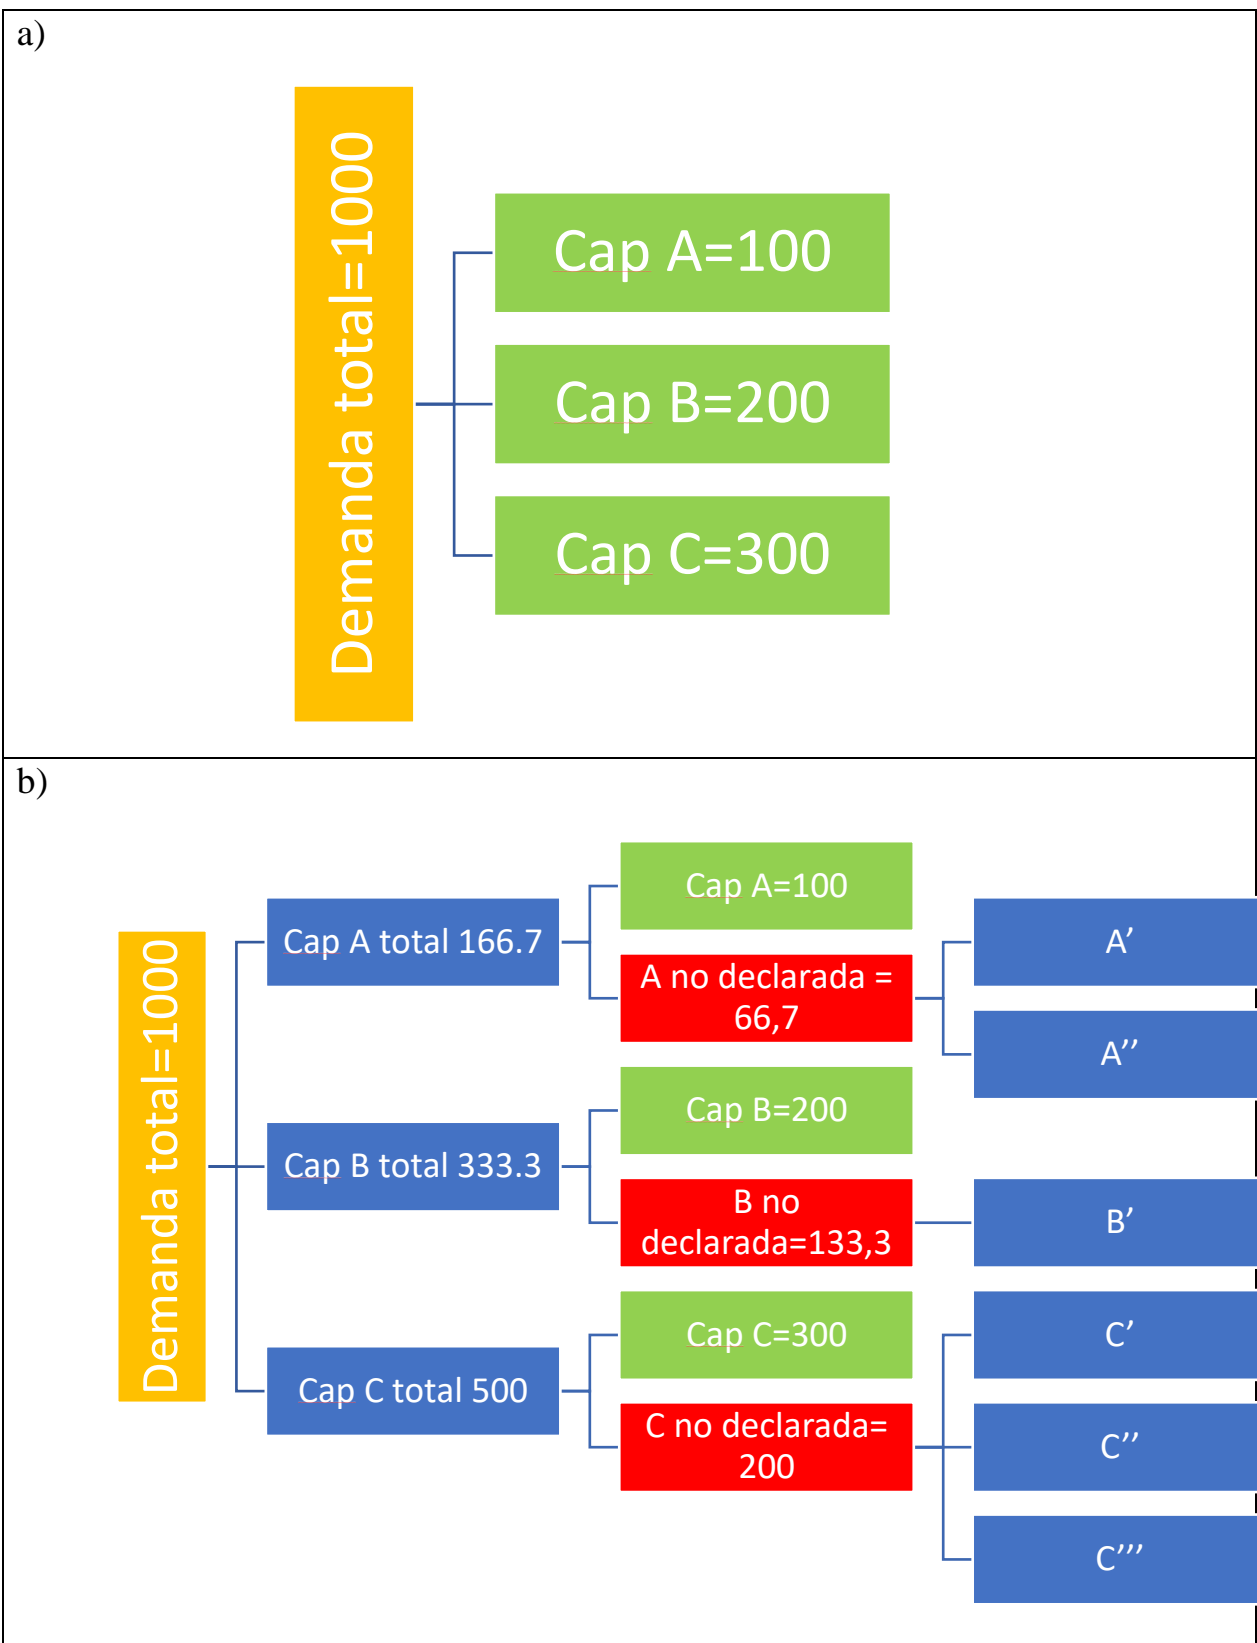 a)
Demanda total=1000
Cap A=100
Cap B=200
Cap C=300
b)
Demanda total=1000
Cap A total 166.7
Cap A=100
A no declarada =
66,7
A’
A’’
Cap B total 333.3
Cap B=200
B no
declarada=133,3
B’
Cap C total 500
Cap C=300
C no declarada=
200
C’
C’’
C’’’